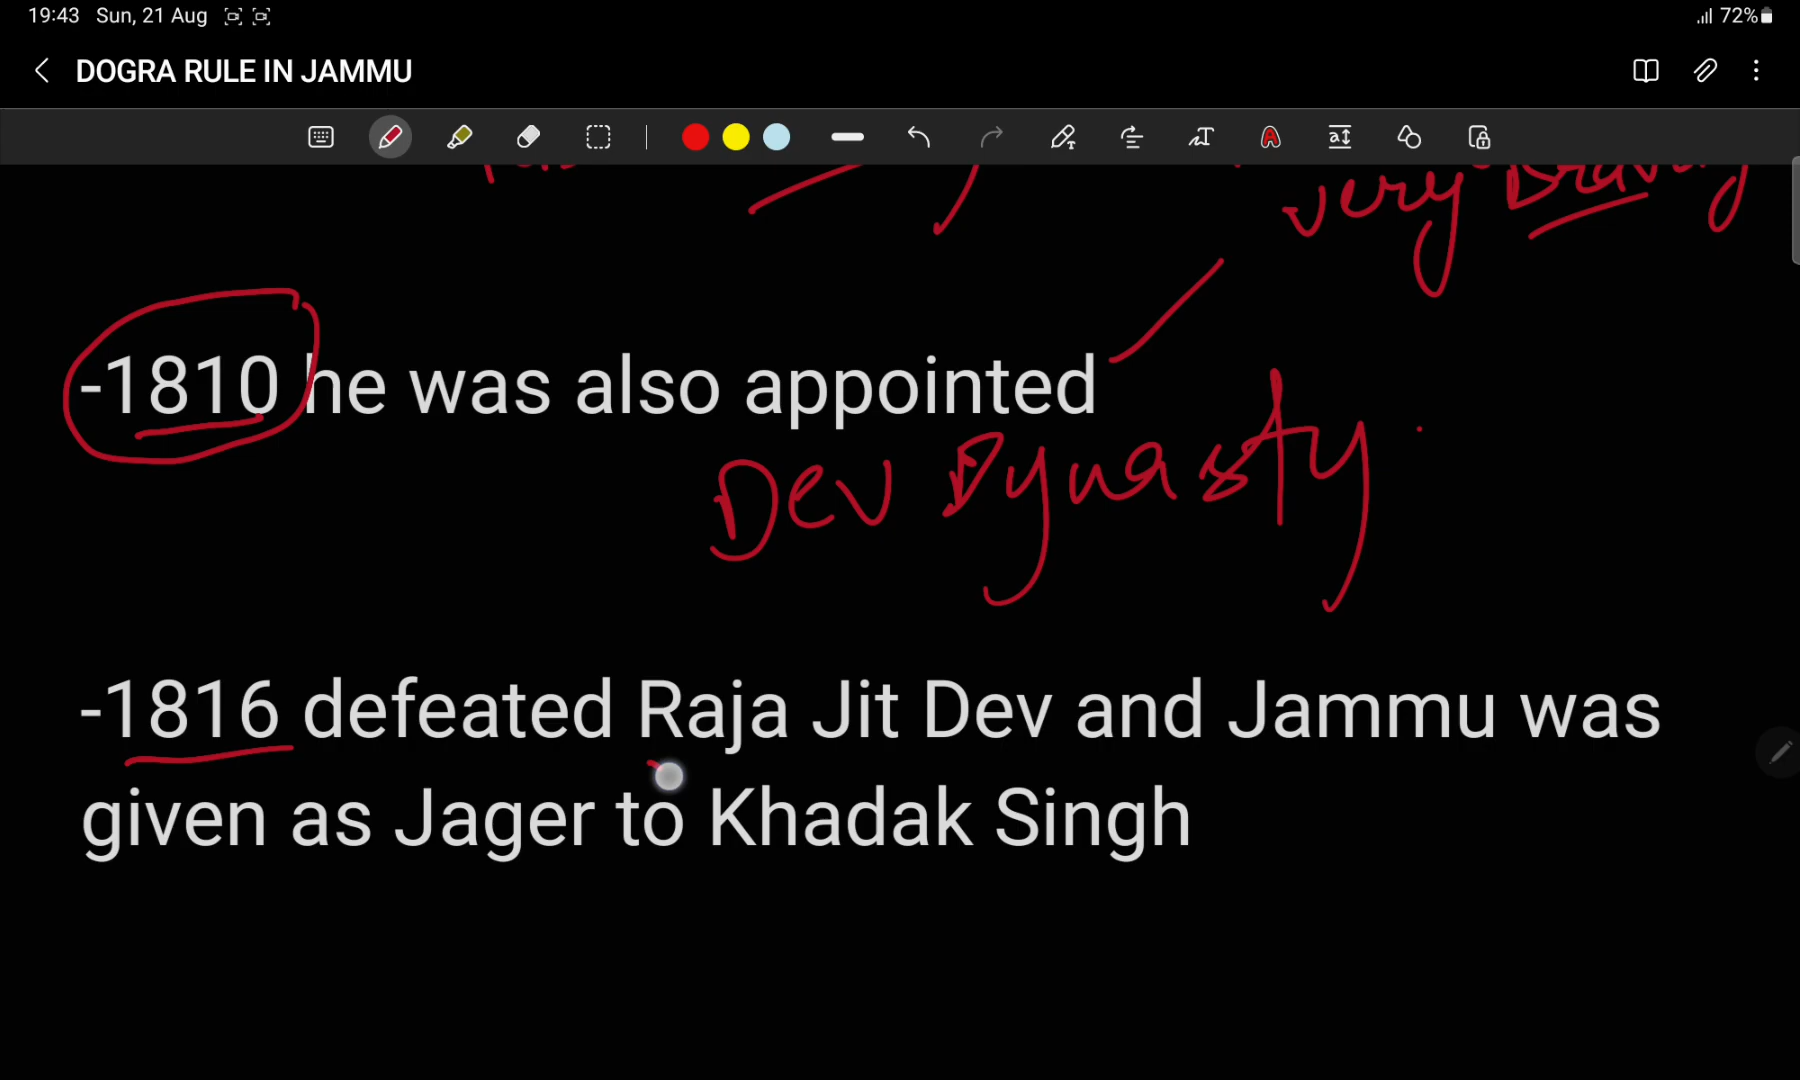 19:43 Sun, 21 Aug 72%
DOGRA RULE IN JAMMU
very
-1810 he was also appointed
Dev Dynasty
-1816 defeated Raja Jit Dev and Jammu was
given as Jager to Khadak Singh